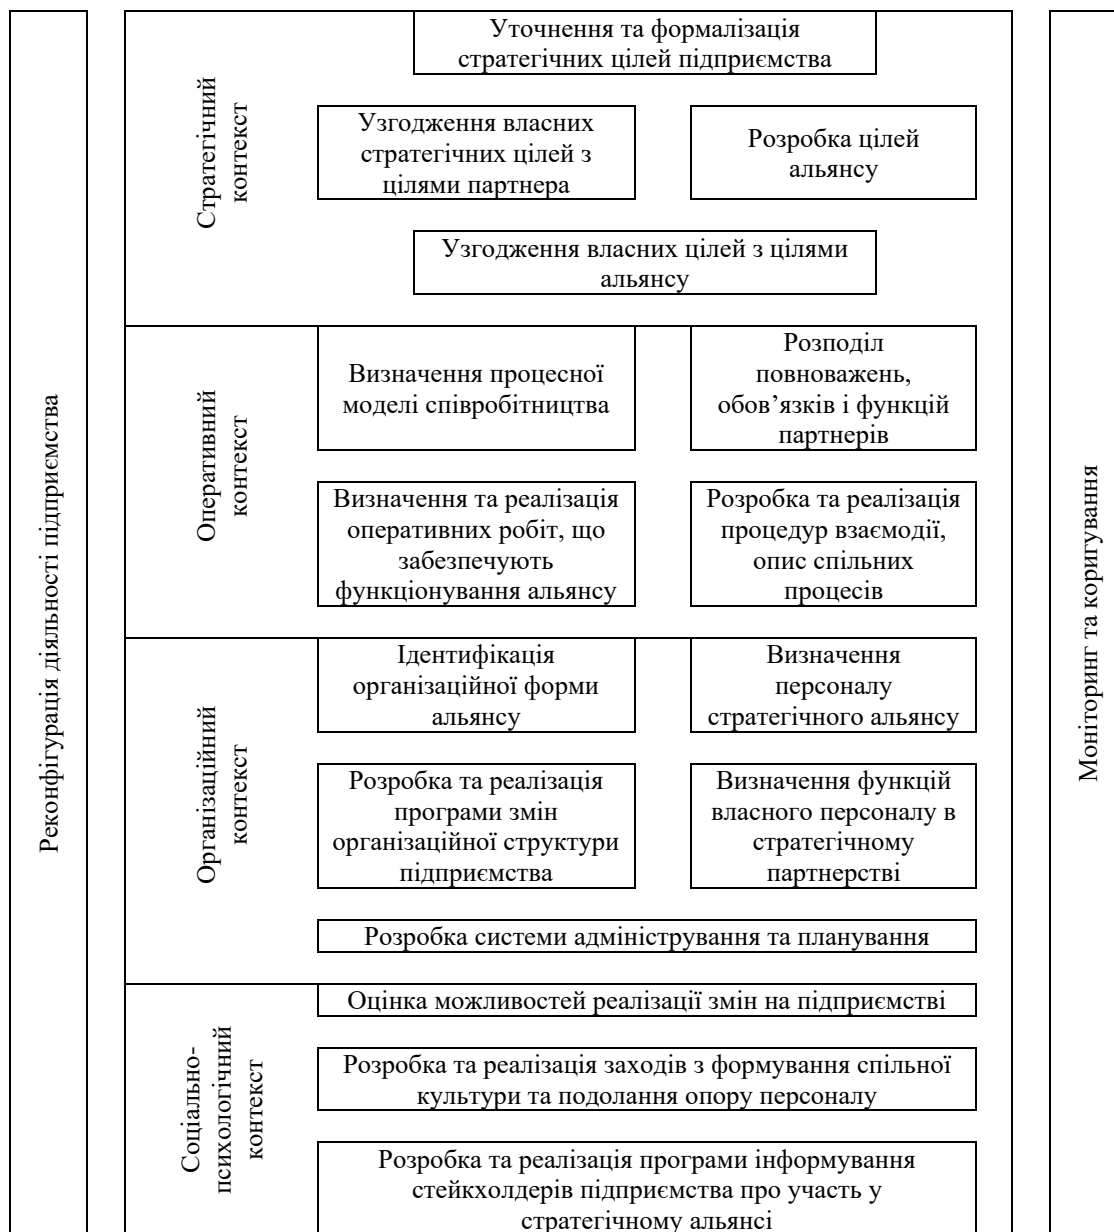 Реконфігурація діяльності підприємства
Стратегічний
контекст
Уточнення та формалізація
стратегічних цілей підприємства
Узгодження власних
стратегічних цілей з
цілями партнера
Розробка цілей
альянсу
Узгодження власних цілей з цілями
альянсу
Оперативний
контекст
Визначення процесної
моделі співробітництва
Розподіл
повноважень,
обов’язків і функцій
партнерів
Визначення та реалізація
оперативних робіт, що
забезпечують
функціонування альянсу
Розробка та реалізація
процедур взаємодії,
опис спільних
процесів
Організаційний
контекст
Ідентифікація
організаційної форми
альянсу
Визначення
персоналу
стратегічного альянсу
Розробка та реалізація
програми змін
організаційної структури
підприємства
Визначення функцій
власного персоналу в
стратегічному
партнерстві
Розробка системи адміністрування та планування
Соціально-
психологічний
контекст
Оцінка можливостей реалізації змін на підприємстві
Розробка та реалізація заходів з формування спільної
культури та подолання опору персоналу
Розробка та реалізація програми інформування
стейкхолдерів підприємства про участь у
стратегічному альянсі
Моніторинг та коригування